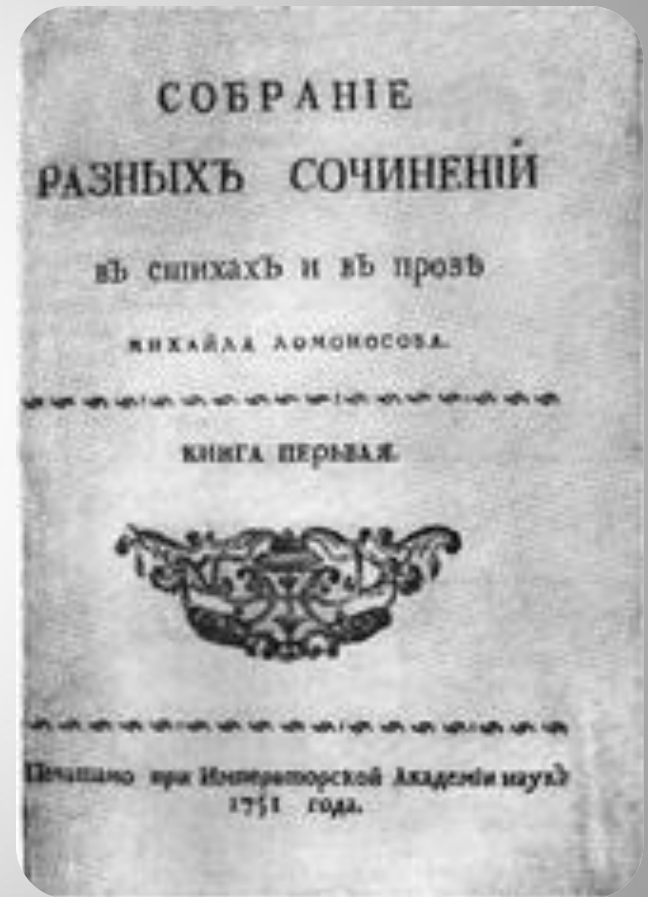 СОБРАНІЕ
РАЗНЫХЪ СОЧИНЕНІЙ
въ стихахъ и въ прозѣ
МИХАЙЛА ЛОМОНОСОВА.
КНИГА ПЕРЬВАЯ.
Печатано при Императорской Академіи наукъ
1751 года.